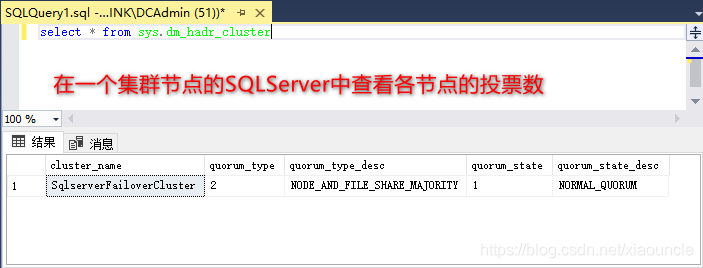 SQLQuery1.sql -...INK\DCAdmin (51))*
select * from sys.dm_hadr_cluster
在一个集群节点的SQLServer中查看各节点的投票数
100 %
结果 消息
cluster_name quorum_type quorum_type_desc quorum_state quorum_state_desc
1 SqlserverFailoverCluster 2 NODE_AND_FILE_SHARE_MAJORITY 1 NORMAL_QUORUM
https://blog.csdn.net/xiaouncle